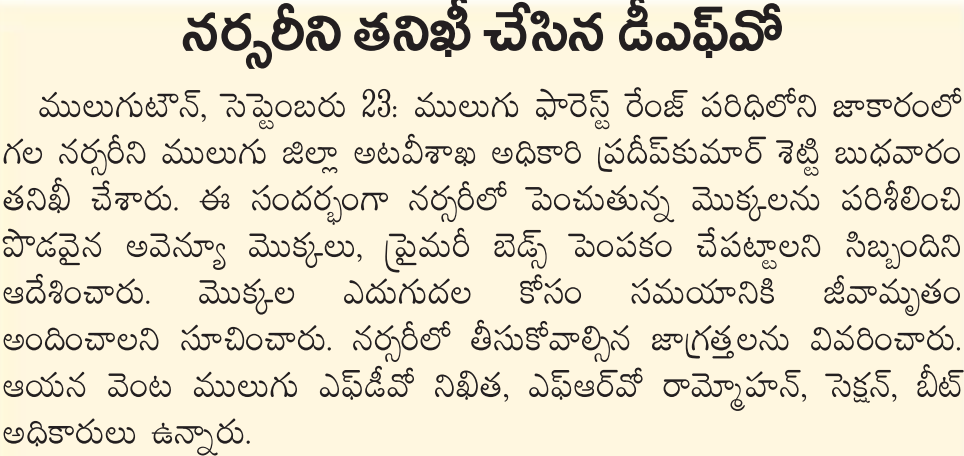 నర్సరీని తనిఖీ చేసిన డీఎఫ్‌వో
ములుగుటౌన్, సెప్టెంబరు 23: ములుగు ఫారెస్ట్ రేంజ్ పరిధిలోని జాకారంలో
గల నర్సరీని ములుగు జిల్లా అటవీశాఖ అధికారి ప్రదీప్‌కుమార్ శెట్టి బుధవారం
తనిఖీ చేశారు. ఈ సందర్భంగా నర్సరీలో పెంచుతున్న మొక్కలను పరిశీలించి
పొడవైన అవెన్యూ మొక్కలు, ప్రైమరీ బెడ్స్ పెంపకం చేపట్టాలని సిబ్బందిని
ఆదేశించారు. మొక్కల ఎదుగుదల కోసం సమయానికి జీవామృతం
అందించాలని సూచించారు. నర్సరీలో తీసుకోవాల్సిన జాగ్రత్తలను వివరించారు.
ఆయన వెంట ములుగు ఎఫ్‌డీవో నిఖిత, ఎఫ్ఆర్‌వో రామ్మోహన్, సెక్షన్, బీట్
అధికారులు ఉన్నారు.